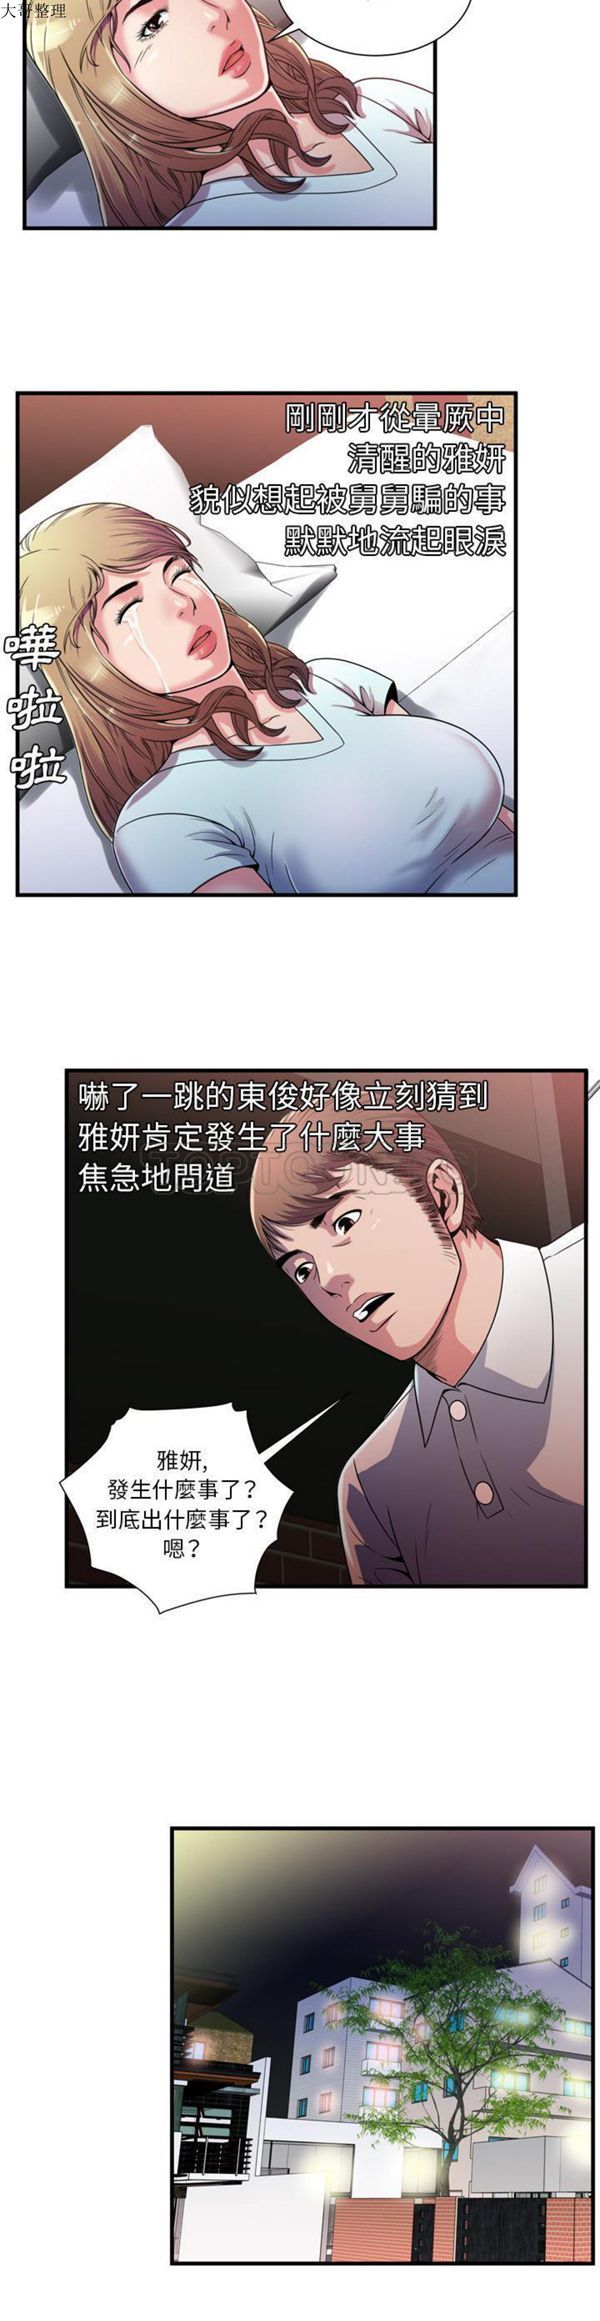 大哥整理
剛剛才從暈厥中
清醒的雅妍
貌似想起被舅舅騙的事
默默地流起眼淚
嘩
啦
啦
嚇了一跳的東俊好像立刻猜到
雅妍肯定發生了什麼大事
焦急地問道
雅妍,
發生什麼事了?
到底出什麼事了?
嗯?